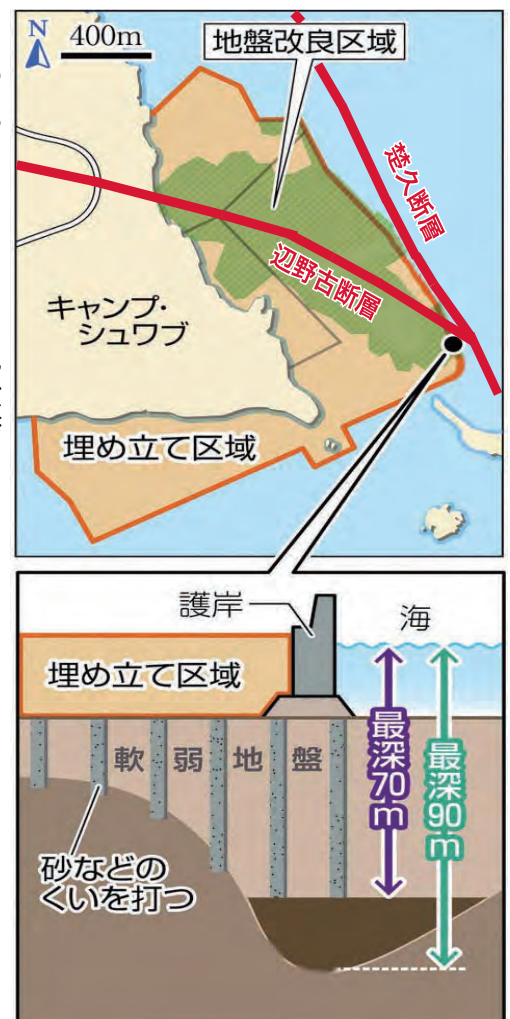 N
400m
地盤改良区域
楚久断層
辺野古断層
キャンプ・
シュワブ
埋め立て区域
護岸
海
埋め立て区域
軟弱地盤
最深70m
最深90m
砂などの
くいを打つ